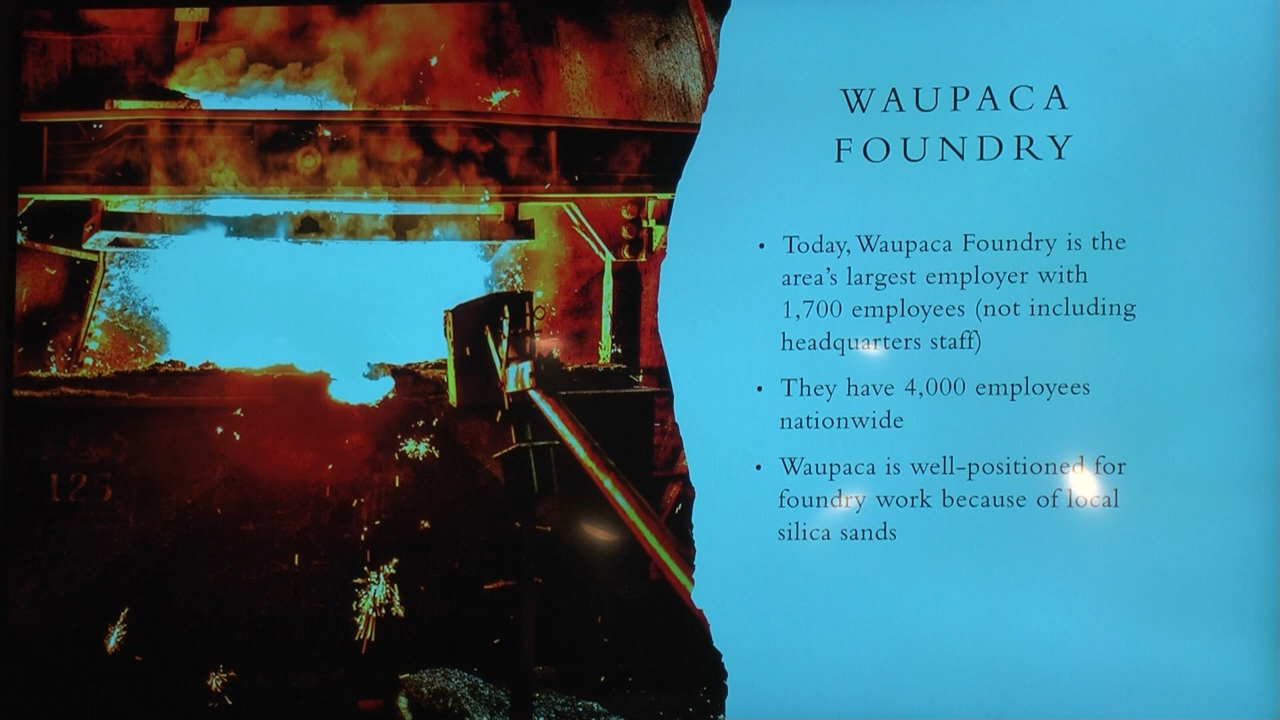 WAUPACA
FOUNDRY
• Today, Waupaca Foundry is the
area's largest employer with
1,700 employees (not including
headquarters staff)
• They have 4,000 employees
nationwide
• Waupaca is well-positioned for
foundry work because of local
silica sands
125